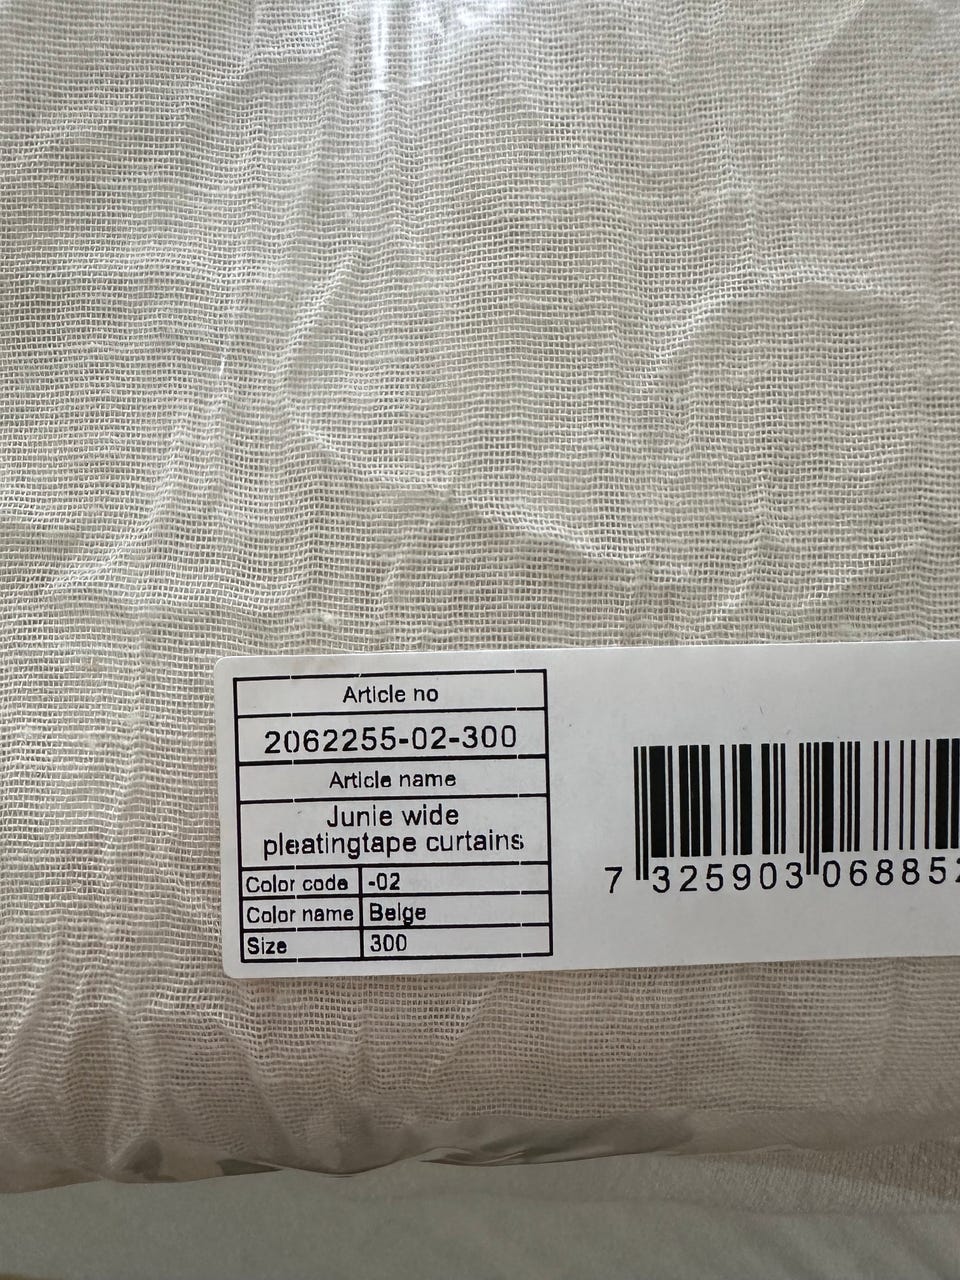 Article no
2062255-02-300
Article name
Junie wide
pleatingtape curtains
Color code -02
Color name Beige
Size 300
7 325903 068852